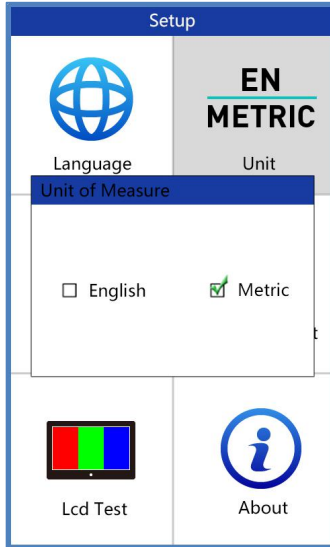 Setup
EN
METRIC
Language
Unit
Unit of Measure
English
Metric
Lcd Test
About